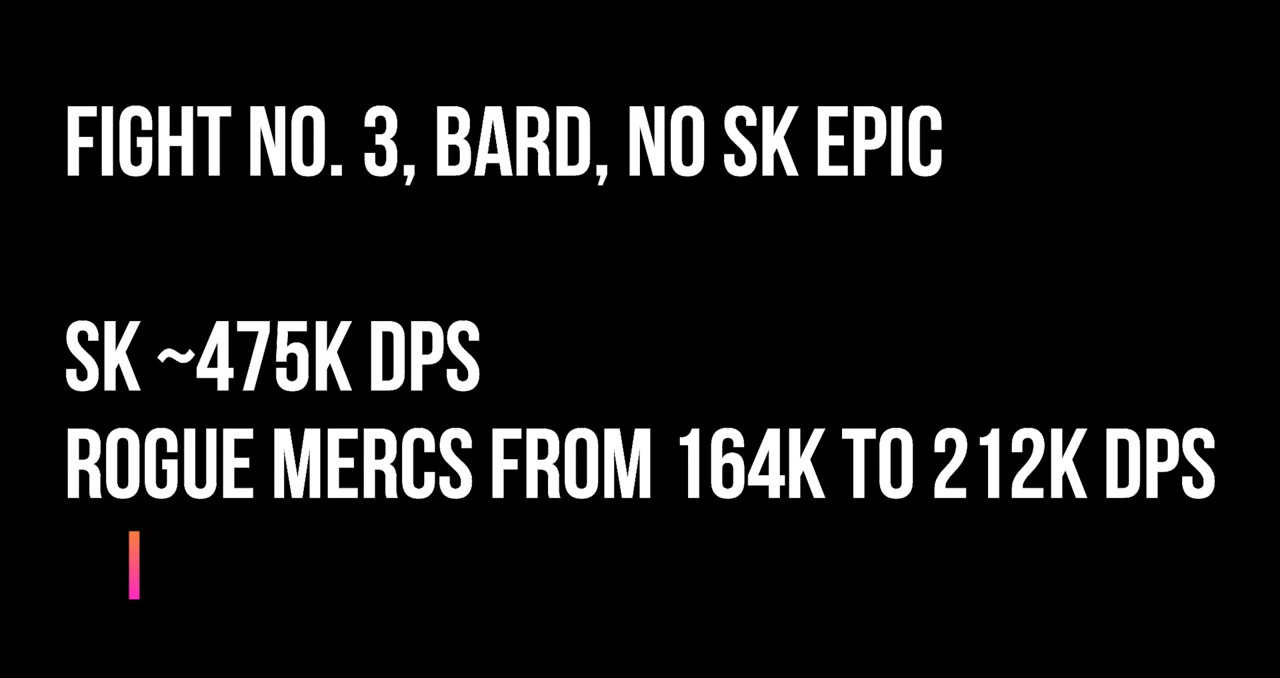 FIGHT NO. 3, BARD, NO SK EPIC
SK ~475K DPS
ROGUE MERCS FROM 164K TO 212K DPS